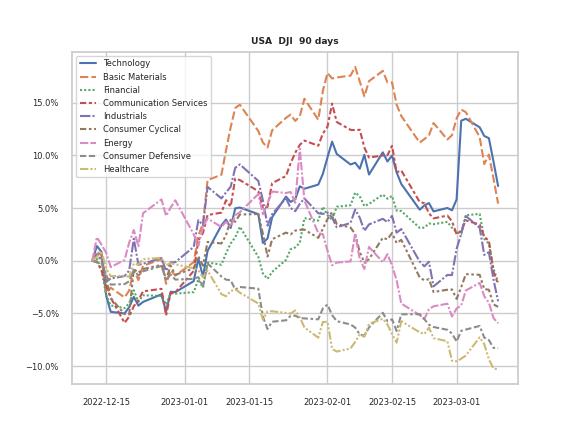 USA DJI 90 days
Technology
Basic Materials
Financial
Communication Services
Industrials
Consumer Cyclical
Energy
Consumer Defensive
Healthcare
15.0%
10.0%
5.0%
0.0%
−5.0%
−10.0%
2022-12-15
2023-01-01
2023-01-15
2023-02-01
2023-02-15
2023-03-01